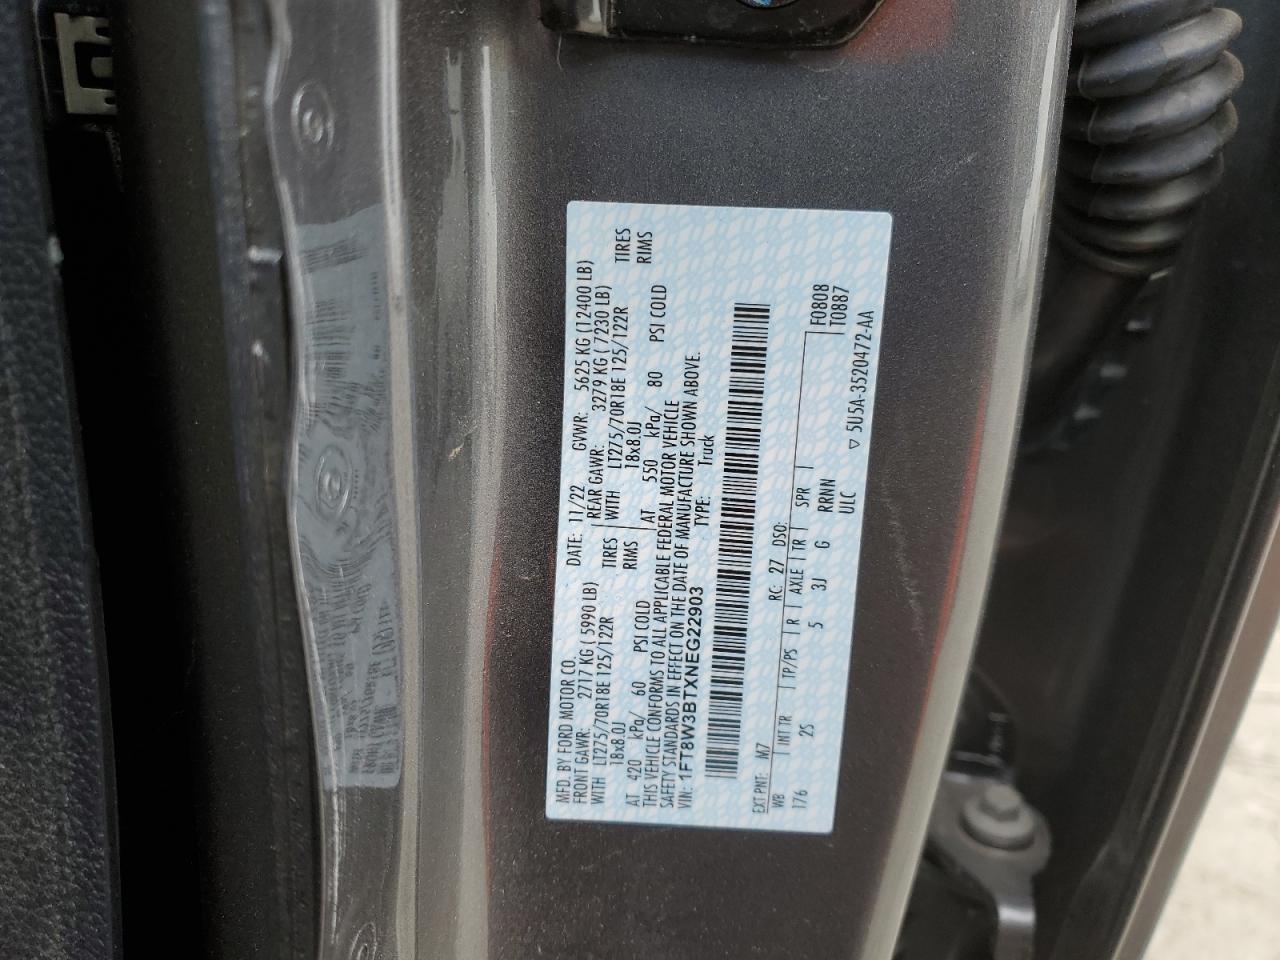 MFD. BY FORD MOTOR CO.
DATE: 11/22 GVWR: 5625 KG (12400 LB)
FRONT GAWR: 2717 KG ( 5990 LB) REAR GAWR: 3279 KG ( 7230 LB)
WITH LT275/70R18E 125/122R TIRES WITH LT275/70R18E 125/122R TIRES
18x8.0J RIMS 18x8.0J RIMS
AT 420 kPa/ 60 PSI COLD AT 550 kPa/ 80 PSI COLD
THIS VEHICLE CONFORMS TO ALL APPLICABLE FEDERAL MOTOR VEHICLE
SAFETY STANDARDS IN EFFECT ON THE DATE OF MANUFACTURE SHOWN ABOVE.
VIN: 1FT8W3BTXNEG22903 TYPE: Truck
EXT PNT: M7 RC: 27 DSO: F0808
WB INT TR TP/PS R AXLE TR SPR T0887
176 2S 5 3J G RRNN
ULC ▽ 5U5A-3520472-AA